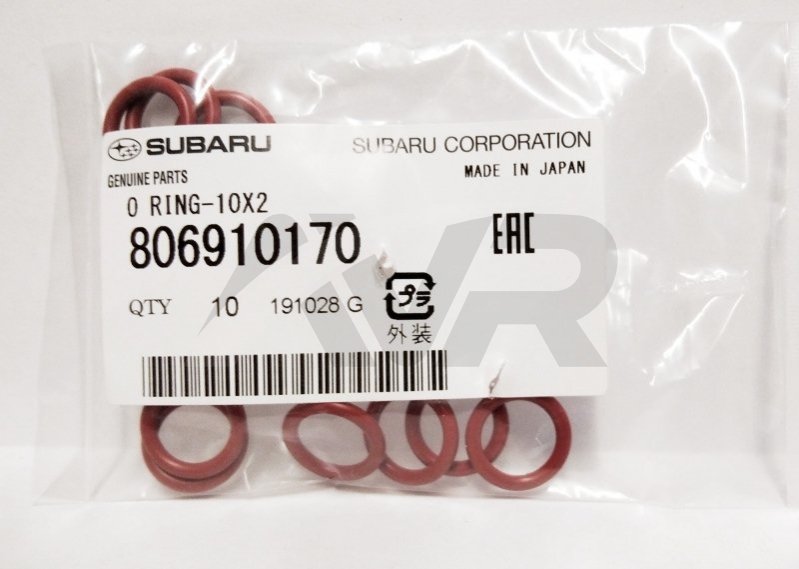 SUBARU SUBARU CORPORATION
GENUINE PARTS MADE IN JAPAN
O RING-10X2
806910170 EAC
QTY 10 191028 G プラ
外装
VR